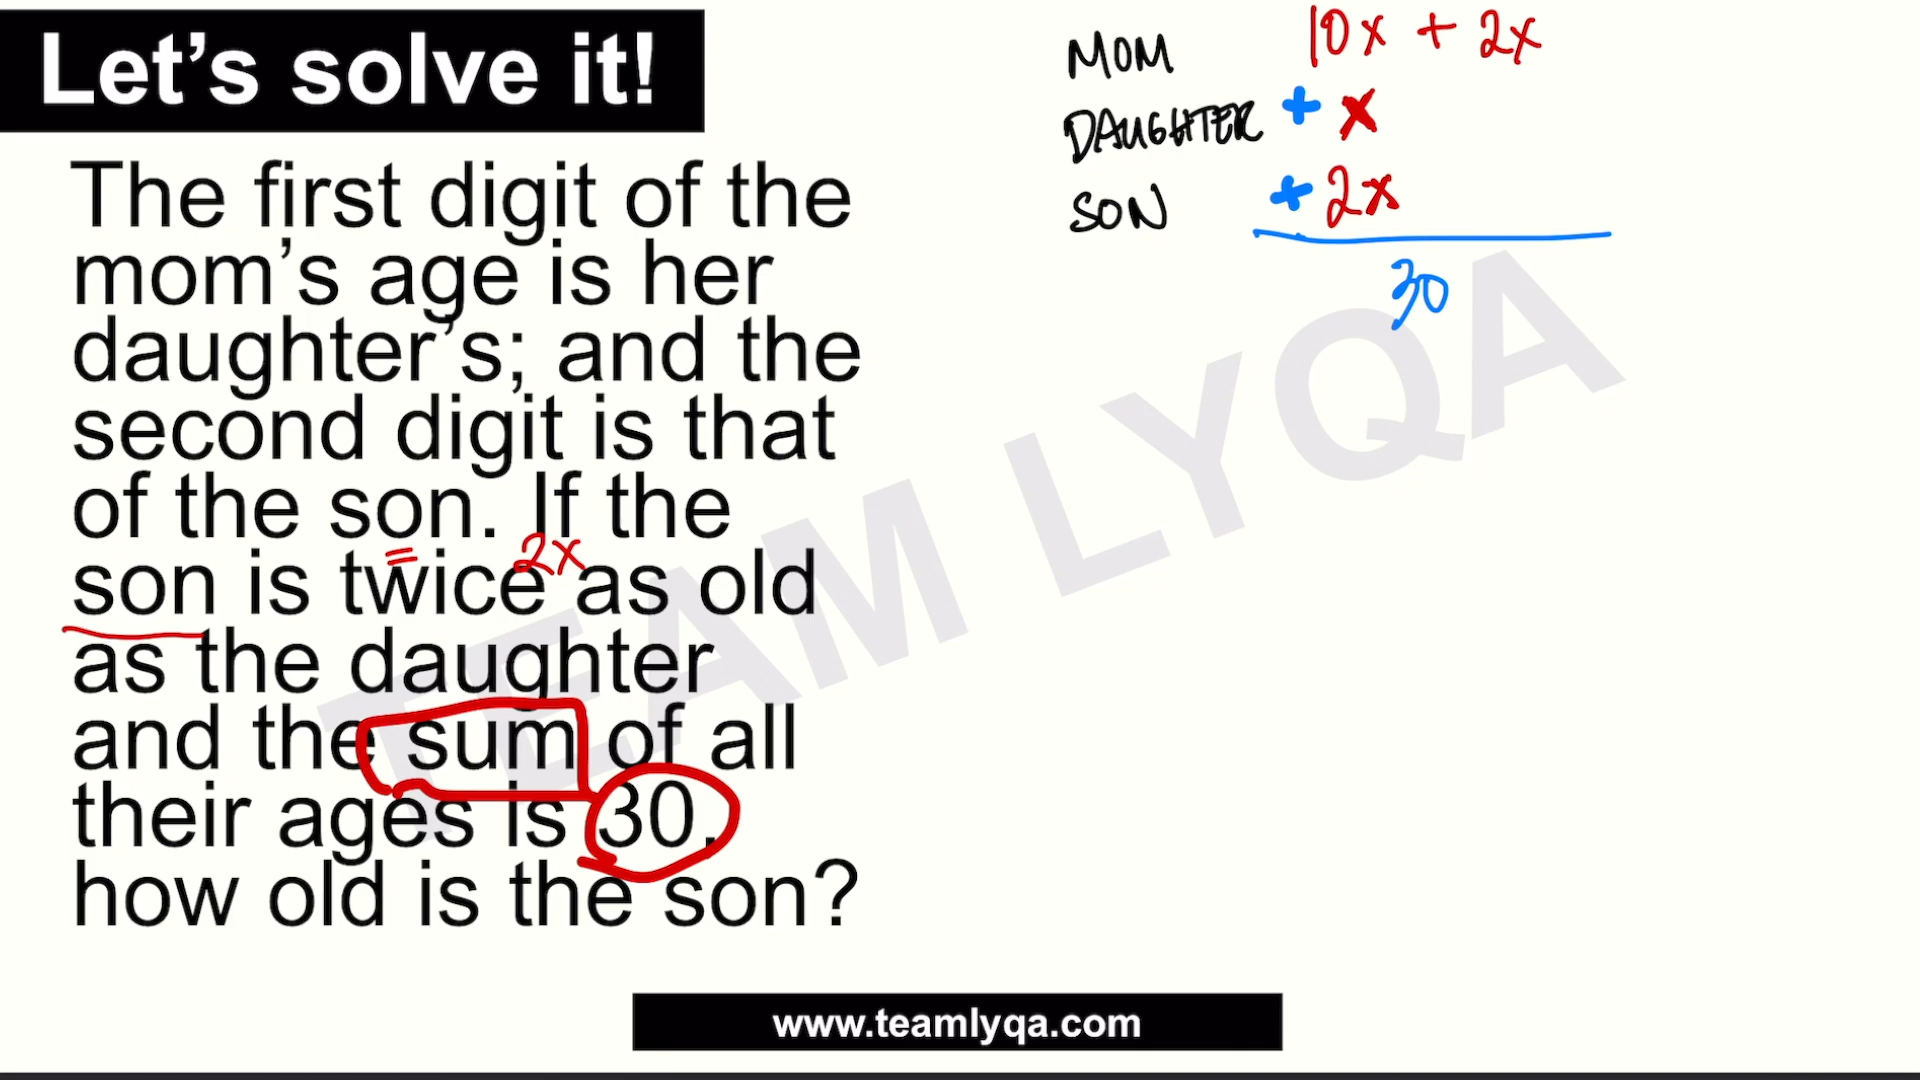 Let's solve it!
The first digit of the
mom's age is her
daughter's; and the
second digit is that
of the son. If the
= 2x
son is twice as old
as the daughter
and the sum of all
their ages is 30,
how old is the son?
MOM 10x + 2x
DAUGHTER + x
SON + 2x
30
TEAM LYQA
www.teamlyqa.com